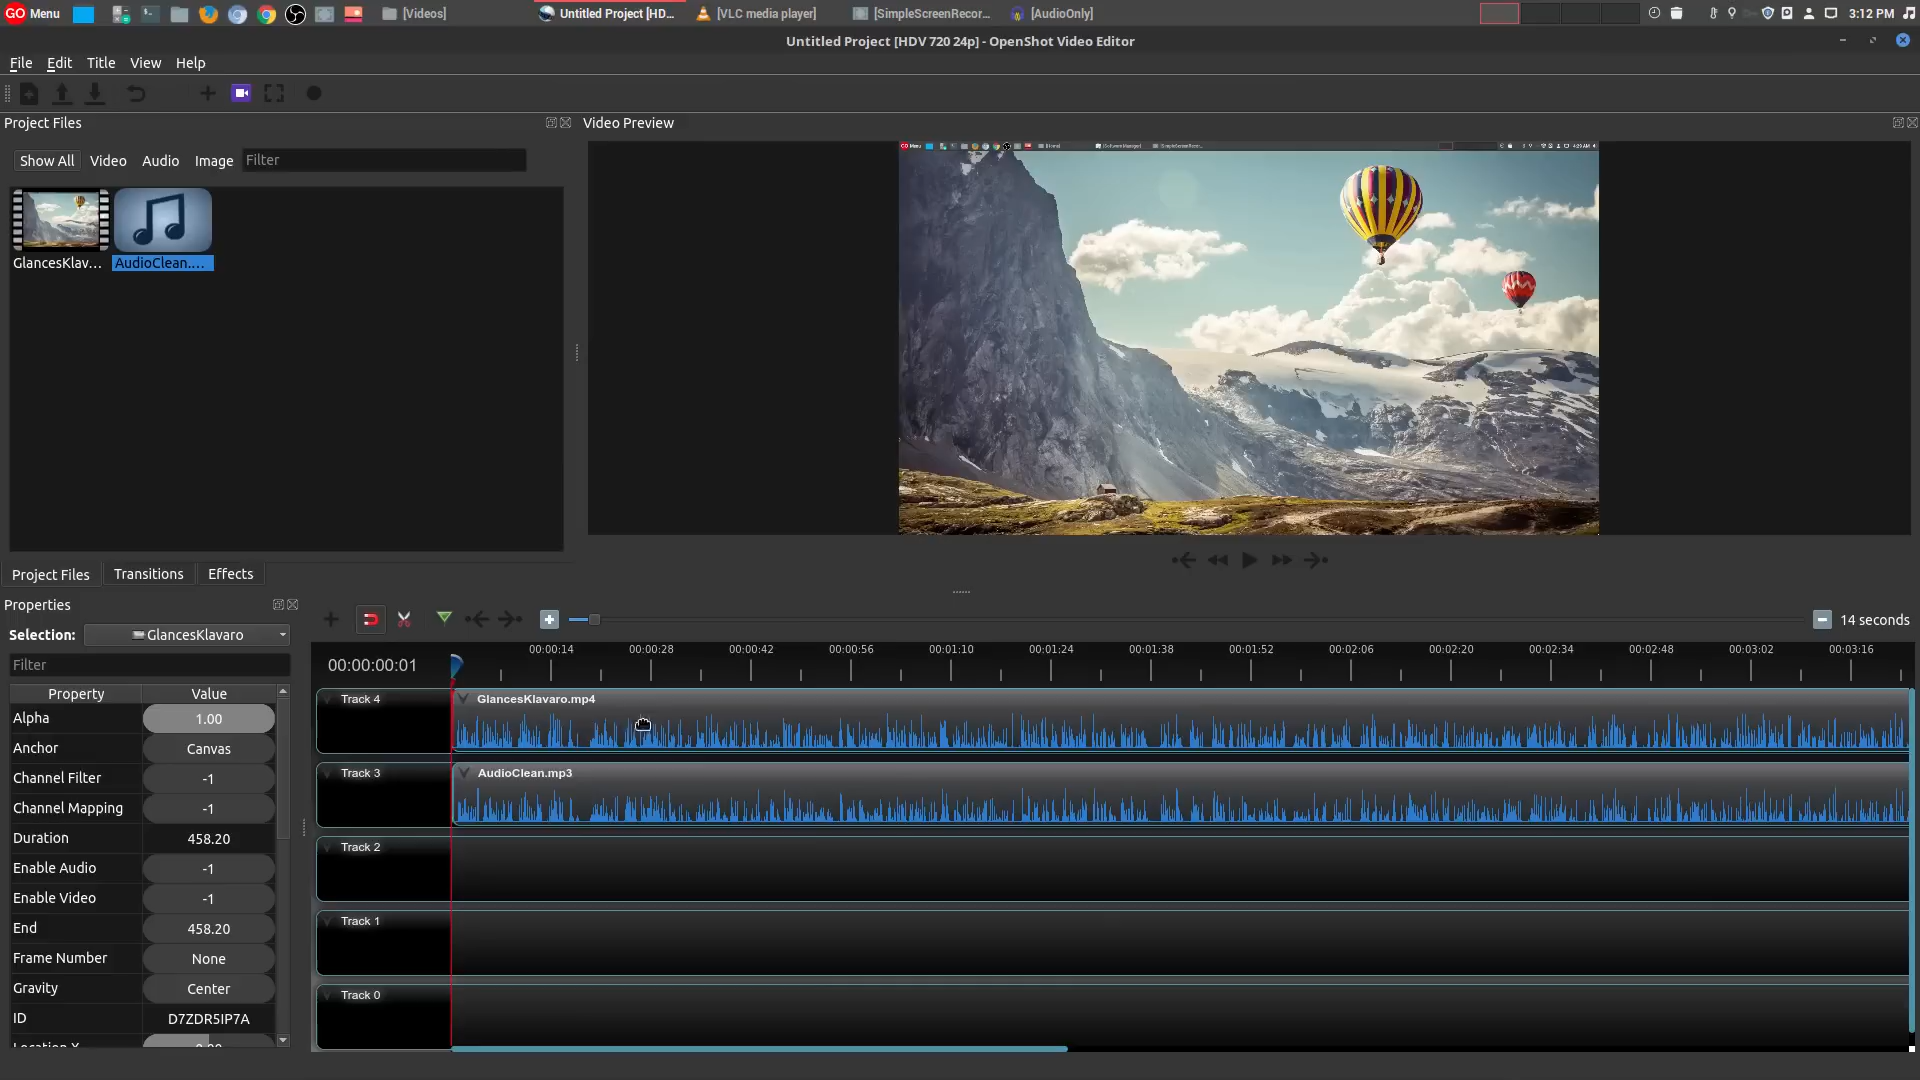 GO Menu [Videos] Untitled Project [HD... [VLC media player] [SimpleScreenRecor... [AudioOnly] 3:12 PM
Untitled Project [HDV 720 24p] - OpenShot Video Editor
File Edit Title View Help
Project Files
Video Preview
Show All Video Audio Image Filter
GlancesKlav... AudioClean....
Project Files Transitions Effects
Properties
Selection: GlancesKlavaro
Filter
Property Value
Alpha 1.00
Anchor Canvas
Channel Filter -1
Channel Mapping -1
Duration 458.20
Enable Audio -1
Enable Video -1
End 458.20
Frame Number None
Gravity Center
ID D7ZDR5IP7A
14 seconds
00:00:00:01
00:00:14 00:00:28 00:00:42 00:00:56 00:01:10 00:01:24 00:01:38 00:01:52 00:02:06 00:02:20 00:02:34 00:02:48 00:03:02 00:03:16
Track 4 GlancesKlavaro.mp4
Track 3 AudioClean.mp3
Track 2
Track 1
Track 0